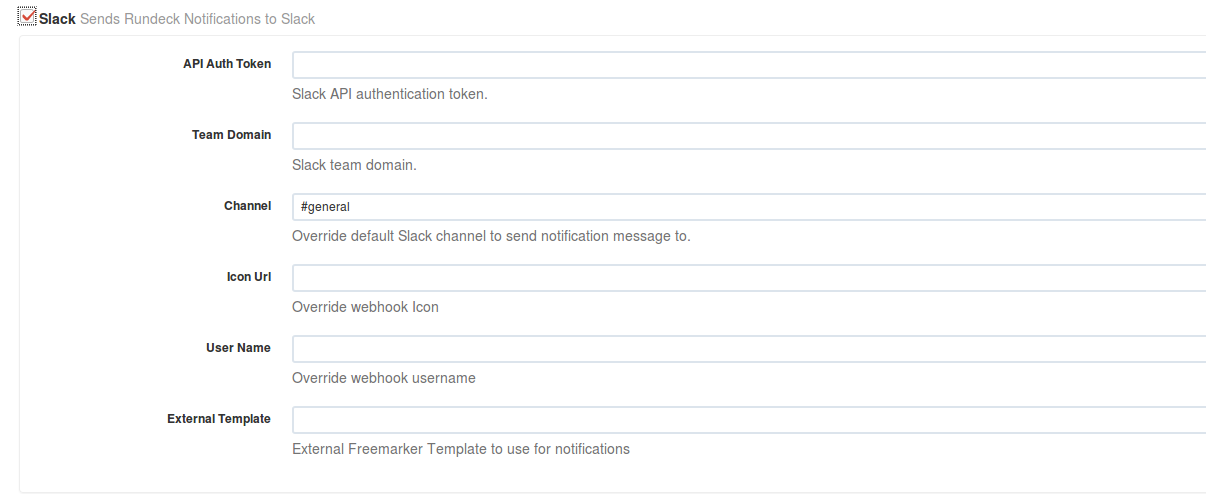 Slack Sends Rundeck Notifications to Slack
API Auth Token
Slack API authentication token.
Team Domain
Slack team domain.
Channel #general
Override default Slack channel to send notification message to.
Icon Url
Override webhook Icon
User Name
Override webhook username
External Template
External Freemarker Template to use for notifications